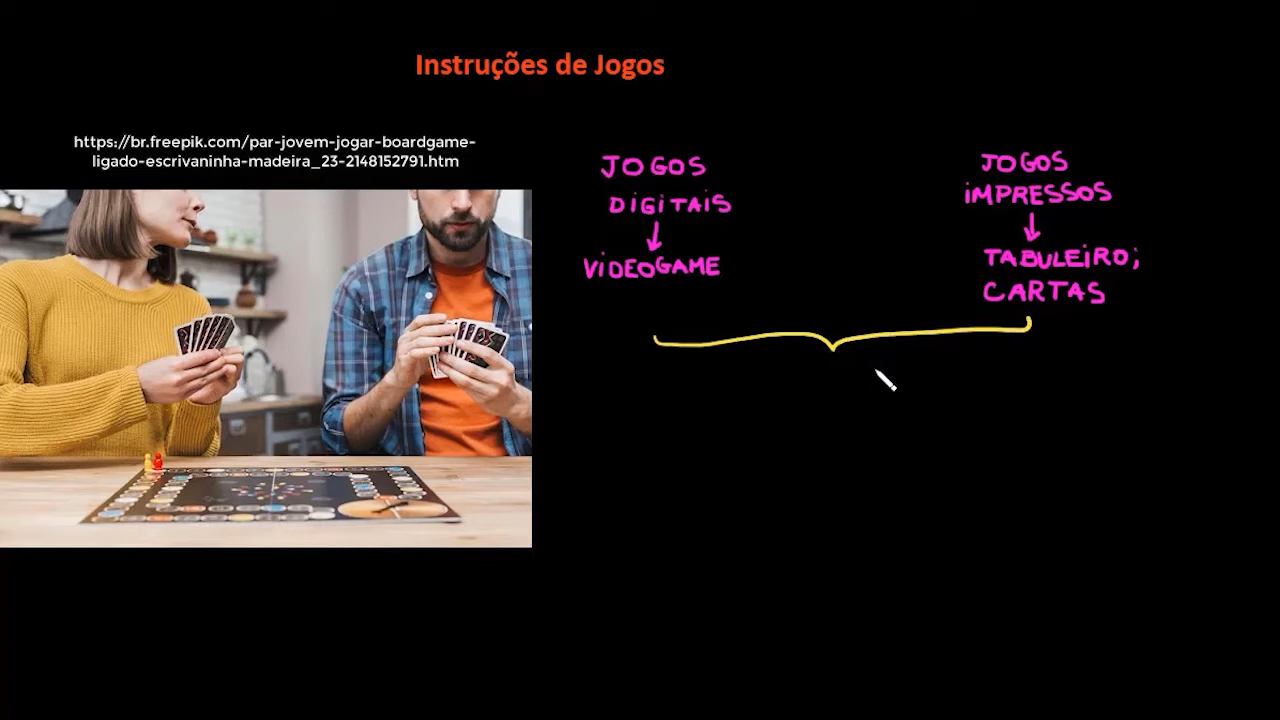 Instruções de Jogos
https://br.freepik.com/par-jovem-jogar-boardgame-
ligado-escrivaninha-madeira_23-2148152791.htm
JOGOS
DIGITAIS
VIDEOGAME
JOGOS
IMPRESSOS
TABULEIRO;
CARTAS